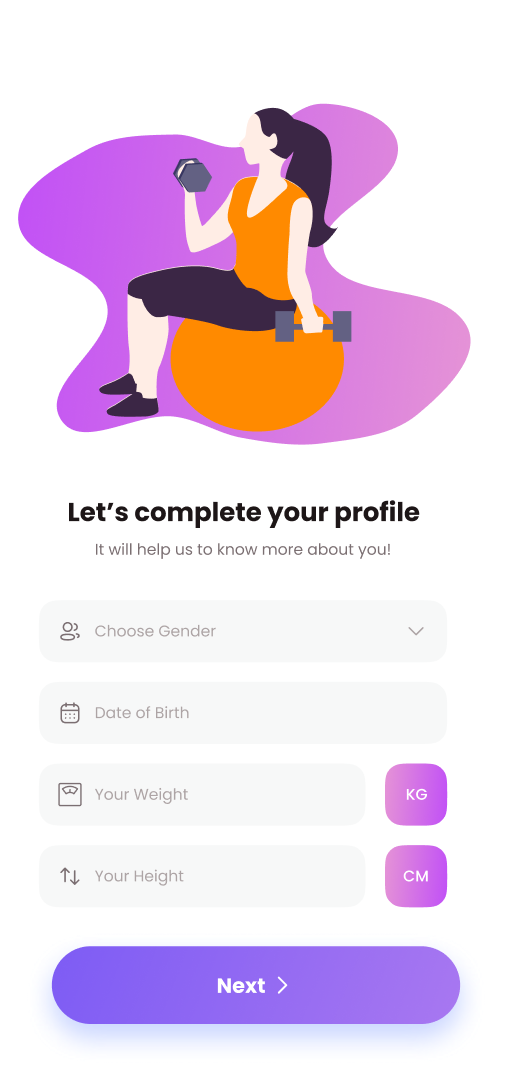 Let’s complete your profile
It will help us to know more about you!
Choose Gender
Date of Birth
Your Weight
KG
Your Height
CM
Next